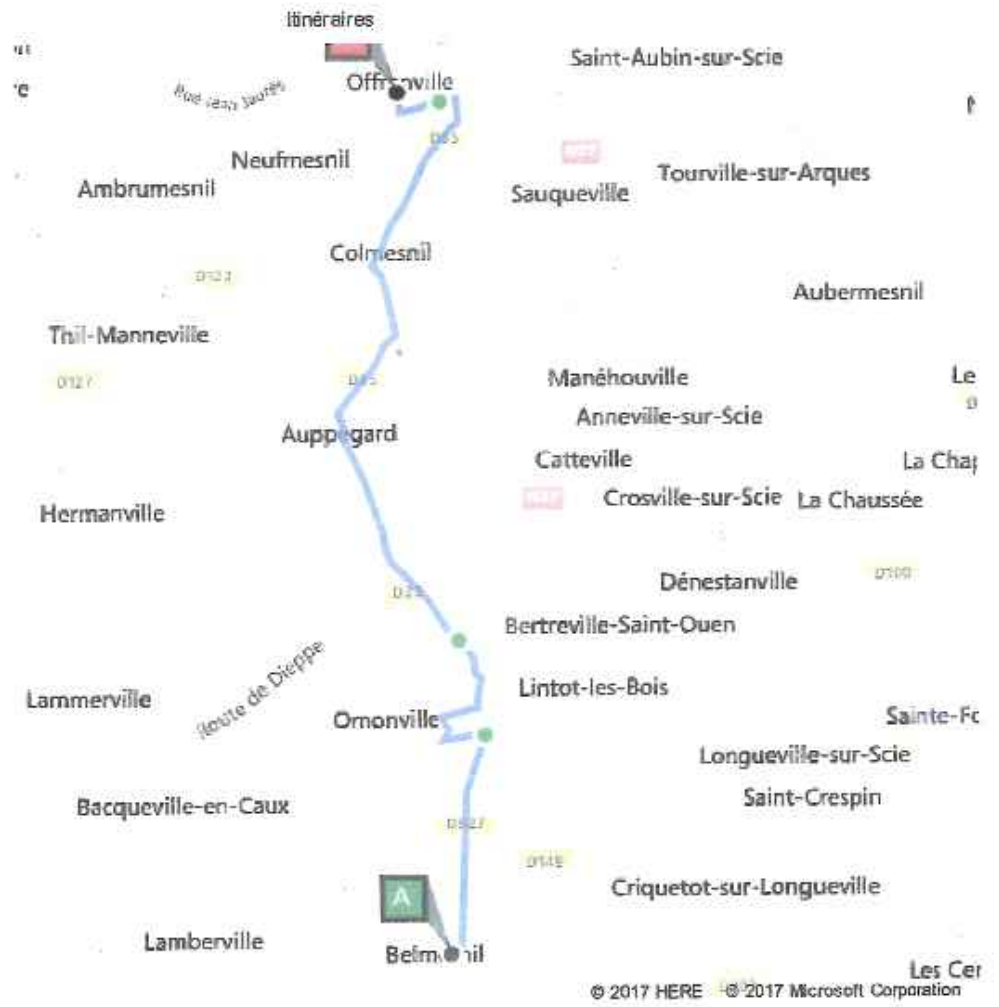 Itinéraires
Saint-Aubin-sur-Scie
Rue Jean Jaurès
Neufmesnil
Tourville-sur-Arques
Ambrumesnil
Sauqueville
Colmesnil
Aubermesnil
Thil-Manneville
Manéhouville
Le
D127
Anneville-sur-Scie
Auppegard
Catteville
La Chap
Crosville-sur-Scie
La Chaussée
Hermanville
Dénestanville
Bertreville-Saint-Ouen
Route de Dieppe
Lintot-les-Bois
Lammerville
Omonville
Sainte-Fo
Longueville-sur-Scie
Saint-Crespin
Bacqueville-en-Caux
D149
Criquetot-sur-Longueville
A
Lamberville
Les Cer
© 2017 HERE © 2017 Microsoft Corporation